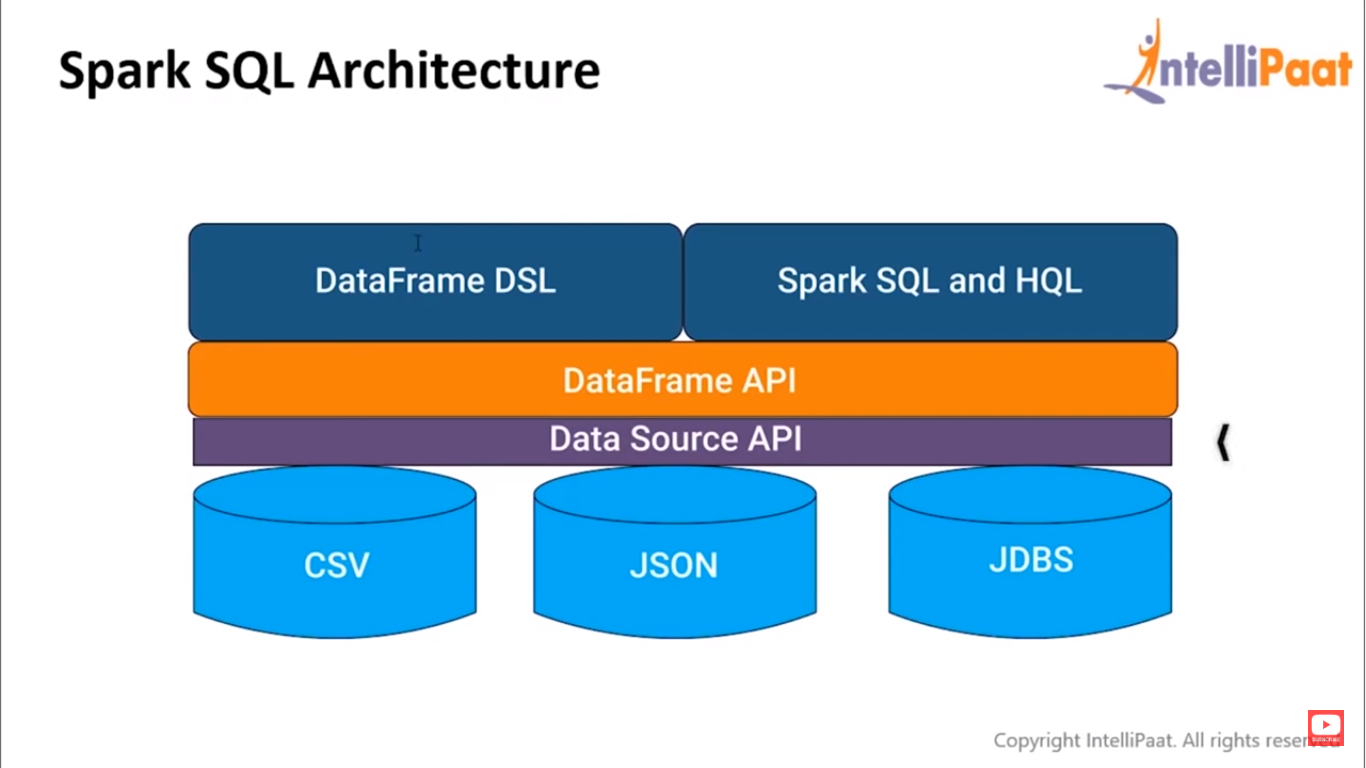 Spark SQL Architecture
IntelliPaat
DataFrame DSL
Spark SQL and HQL
DataFrame API
Data Source API
CSV
JSON
JDBS
Copyright IntelliPaat. All rights reserved
SUBSCRIBE